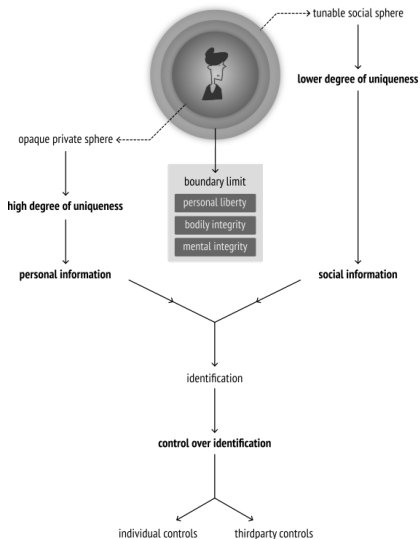 tunable social sphere
lower degree of uniqueness
opaque private sphere
boundary limit
personal liberty
bodily integrity
mental integrity
high degree of uniqueness
personal information
social information
identification
control over identification
individual controls
thirdparty controls